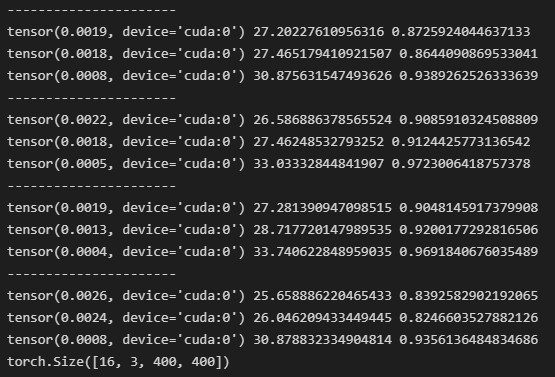 ----------------------
tensor(0.0019, device='cuda:0') 27.20227610956316 0.8725924044637133
tensor(0.0018, device='cuda:0') 27.465179410921507 0.8644090869533041
tensor(0.0008, device='cuda:0') 30.875631547493626 0.9389262526333639
----------------------
tensor(0.0022, device='cuda:0') 26.586886378565524 0.9085910324508809
tensor(0.0018, device='cuda:0') 27.46248532793252 0.9124425773136542
tensor(0.0005, device='cuda:0') 33.03332844841907 0.9723006418757378
----------------------
tensor(0.0019, device='cuda:0') 27.281390947098515 0.9048145917379908
tensor(0.0013, device='cuda:0') 28.717720147989535 0.9200177292816506
tensor(0.0004, device='cuda:0') 33.740622848959035 0.9691840676035489
----------------------
tensor(0.0026, device='cuda:0') 25.658886220465433 0.8392582902192065
tensor(0.0024, device='cuda:0') 26.046209433449445 0.8246603527882126
tensor(0.0008, device='cuda:0') 30.878832334904814 0.9356136484834686
torch.Size([16, 3, 400, 400])